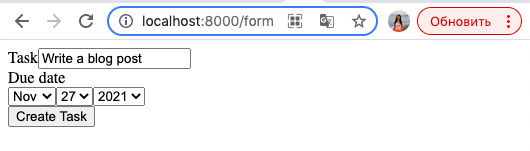 localhost:8000/form
Обновить
Task Write a blog post
Due date
Nov 27 2021
Create Task